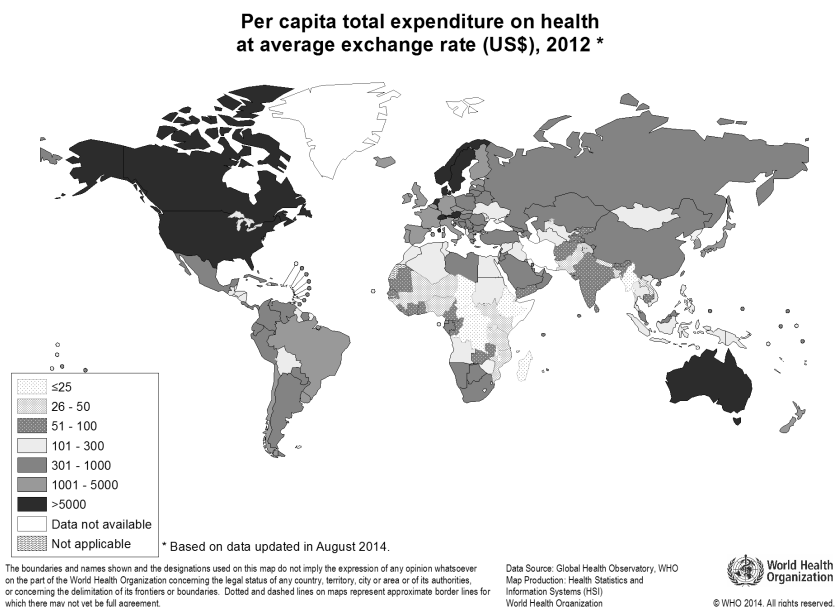 Per capita total expenditure on health
at average exchange rate (US$), 2012 *
≤25
26 - 50
51 - 100
101 - 300
301 - 1000
1001 - 5000
>5000
Data not available
Not applicable
* Based on data updated in August 2014.
The boundaries and names shown and the designations used on this map do not imply the expression of any opinion whatsoever
on the part of the World Health Organization concerning the legal status of any country, territory, city or area or of its authorities,
or concerning the delimitation of its frontiers or boundaries. Dotted and dashed lines on maps represent approximate border lines for
which there may not yet be full agreement.
Data Source: Global Health Observatory, WHO
Map Production: Health Statistics and
Information Systems (HSI)
World Health Organization
World Health
Organization
© WHO 2014. All rights reserved.